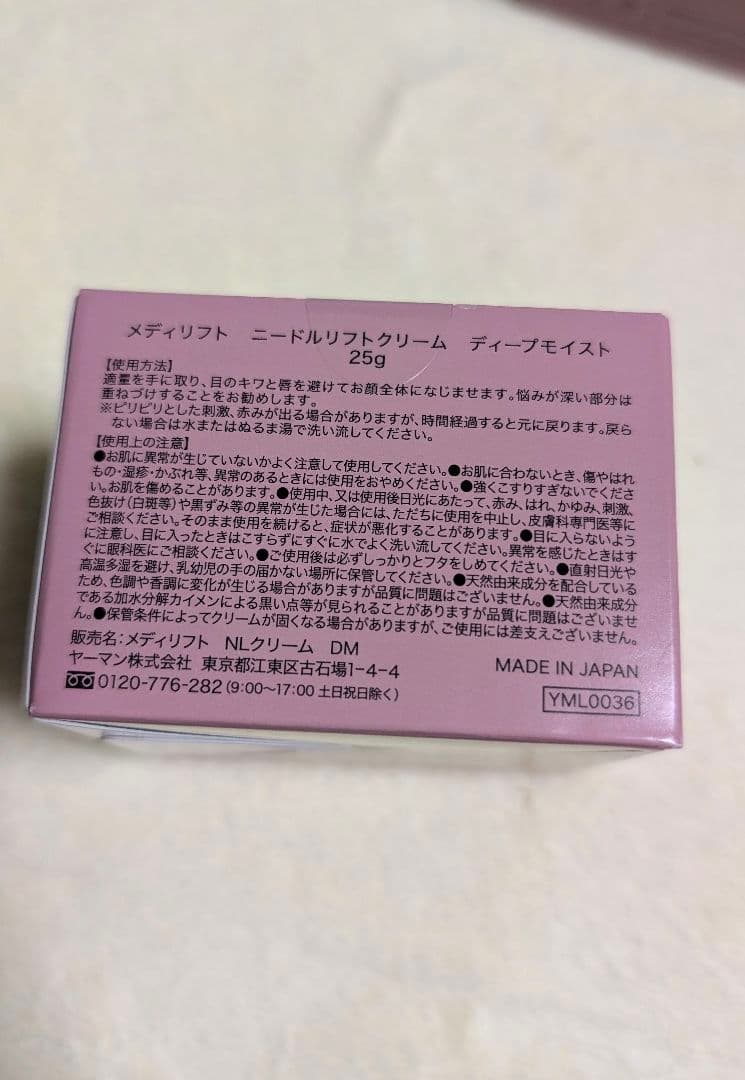 メディリフト ニードルリフトクリーム ディープモイスト
25g
【使用方法】
適量を手に取り、目のキワと唇を避けてお顔全体になじませます。悩みが深い部分は
重ねづけすることをお勧めします。
※ピリピリとした刺激、赤みが出る場合がありますが、時間経過すると元に戻ります。戻ら
ない場合は水またはぬるま湯で洗い流してください。
【使用上の注意】
●お肌に異常が生じていないかよく注意して使用してください。●お肌に合わないとき、傷やはれ
もの・湿疹・かぶれ等、異常のあるときには使用をおやめください。●強くこすりすぎないでくださ
い。お肌を傷めることがあります。●使用中、又は使用後日光にあたって、赤み、はれ、かゆみ、刺激、
色抜け(白斑等)や黒ずみ等の異常が生じた場合には、ただちに使用を中止し、皮膚科専門医等に
ご相談ください。そのまま使用を続けると、症状が悪化することがあります。●目に入らないよう
に注意し、目に入ったときはこすらずにすぐに水でよく洗い流してください。異常を感じたときはす
ぐに眼科医にご相談ください。●ご使用後は必ずしっかりとフタをしめてください。●直射日光や
高温多湿を避け、乳幼児の手の届かない場所に保管してください。●天然由来成分を配合している
ため、色調や香調に変化が生じる場合がありますが品質に問題はございません。●天然由来成分
である加水分解カイメンによる黒い点等が見られることがありますが品質には問題はございませ
ん。●保管条件によってクリームが固くなる場合がありますが、ご使用には差支えございません。
販売名:メディリフト NLクリーム DM
ヤーマン株式会社 東京都江東区古石場1-4-4
0120-776-282(9:00〜17:00 土日祝日除く)
MADE IN JAPAN
YML0036